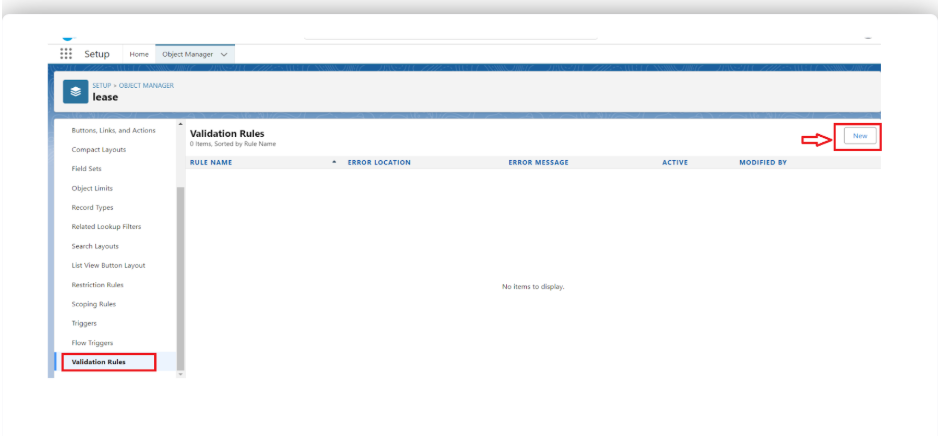 Setup Home Object Manager
SETUP > OBJECT MANAGER
lease
Buttons, Links, and Actions
Compact Layouts
Field Sets
Object Limits
Record Types
Related Lookup Filters
Search Layouts
List View Button Layout
Restriction Rules
Scoping Rules
Triggers
Flow Triggers
Validation Rules
Validation Rules
0 Items, Sorted by Rule Name
New
RULE NAME ERROR LOCATION ERROR MESSAGE ACTIVE MODIFIED BY
No items to display.